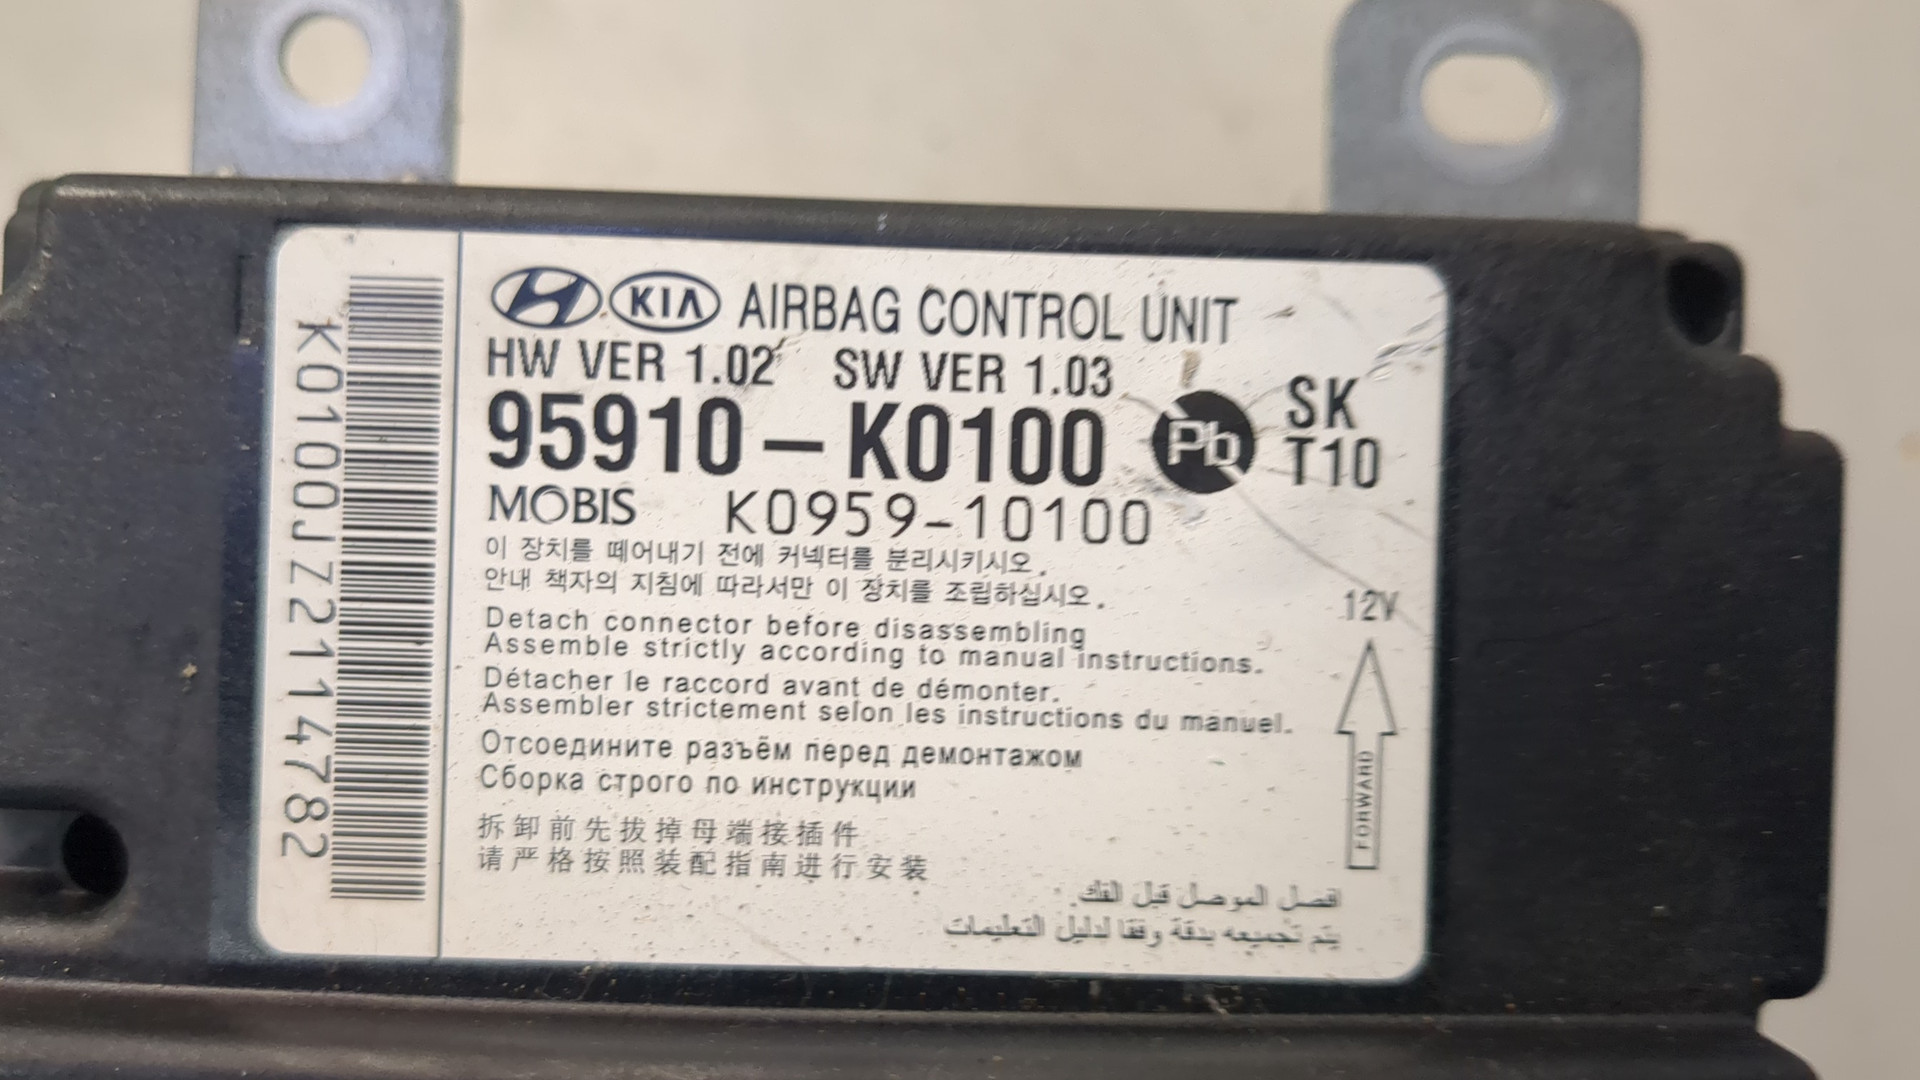 K0100JZ2114782
KIA AIRBAG CONTROL UNIT
HW VER 1.02 SW VER 1.03
95910-K0100 Pb SK
T10
MOBIS K0959-10100
이 장치를 떼어내기 전에 커넥터를 분리시키시오.
안내 책자의 지침에 따라서만 이 장치를 조립하십시오.
12V
Detach connector before disassembling
Assemble strictly according to manual instructions.
Détacher le raccord avant de démonter.
Assembler strictement selon les instructions du manuel.
Отсоедините разъём перед демонтажом
Сборка строго по инструкции
FORWARD
拆卸前先拔掉母端接插件
请严格按照装配指南进行安装
افصل الموصل قبل الفك.
يتم تجميعه بدقة وفقا لدليل التعليمات